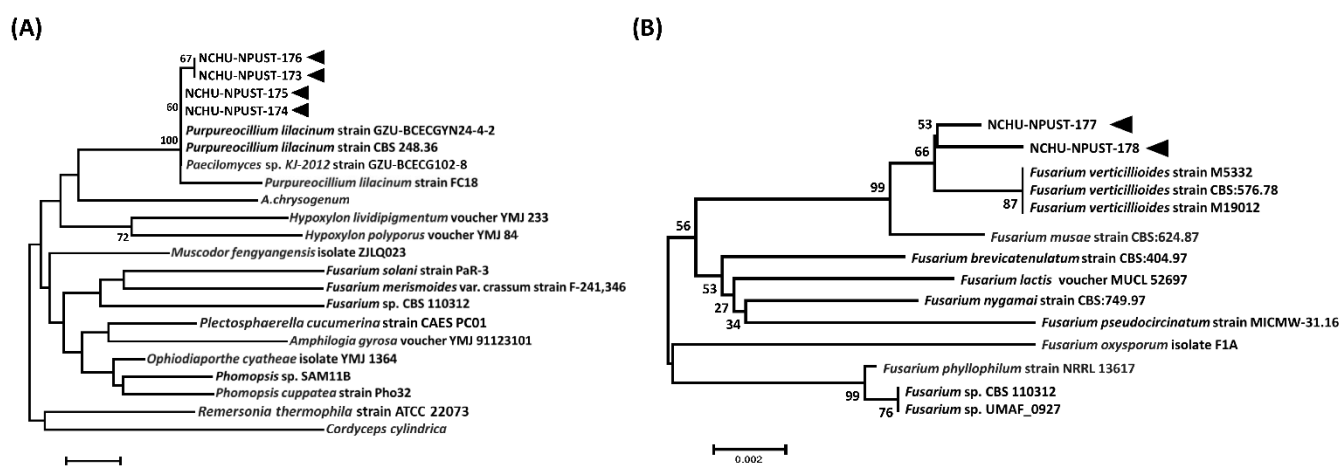 (A)
67
NCHU-NPUST-176
NCHU-NPUST-173
NCHU-NPUST-175
60
NCHU-NPUST-174
Purpureocillium lilacinum strain GZU-BCECGYN24-4-2
100
Purpureocillium lilacinum strain CBS 248.36
Paecilomyces sp. KJ-2012 strain GZU-BCECG102-8
Purpureocillium lilacinum strain FC18
A.chrysogenum
Hypoxylon lividipigmentum voucher YMJ 233
72
Hypoxylon polyporus voucher YMJ 84
Muscodor fengyangensis isolate ZJLQ023
Fusarium solani strain PaR-3
Fusarium merismoides var. crassum strain F-241,346
Fusarium sp. CBS 110312
Plectosphaerella cucumerina strain CAES PC01
Amphilogia gyrosa voucher YMJ 91123101
Ophiodiaporthe cyatheae isolate YMJ 1364
Phomopsis sp. SAM11B
Phomopsis cuppatea strain Pho32
Remersonia thermophila strain ATCC 22073
Cordyceps cylindrica
(B)
53
NCHU-NPUST-177
NCHU-NPUST-178
66
Fusarium verticillioides strain M5332
99
Fusarium verticillioides strain CBS:576.78
87
Fusarium verticillioides strain M19012
56
Fusarium musae strain CBS:624.87
Fusarium brevicatenulatum strain CBS:404.97
53
Fusarium lactis voucher MUCL 52697
27
Fusarium nygamai strain CBS:749.97
34
Fusarium pseudocircinatum strain MICMW-31.16
Fusarium oxysporum isolate F1A
Fusarium phyllophilum strain NRRL 13617
99
Fusarium sp. CBS 110312
76
Fusarium sp. UMAF_0927
0.002